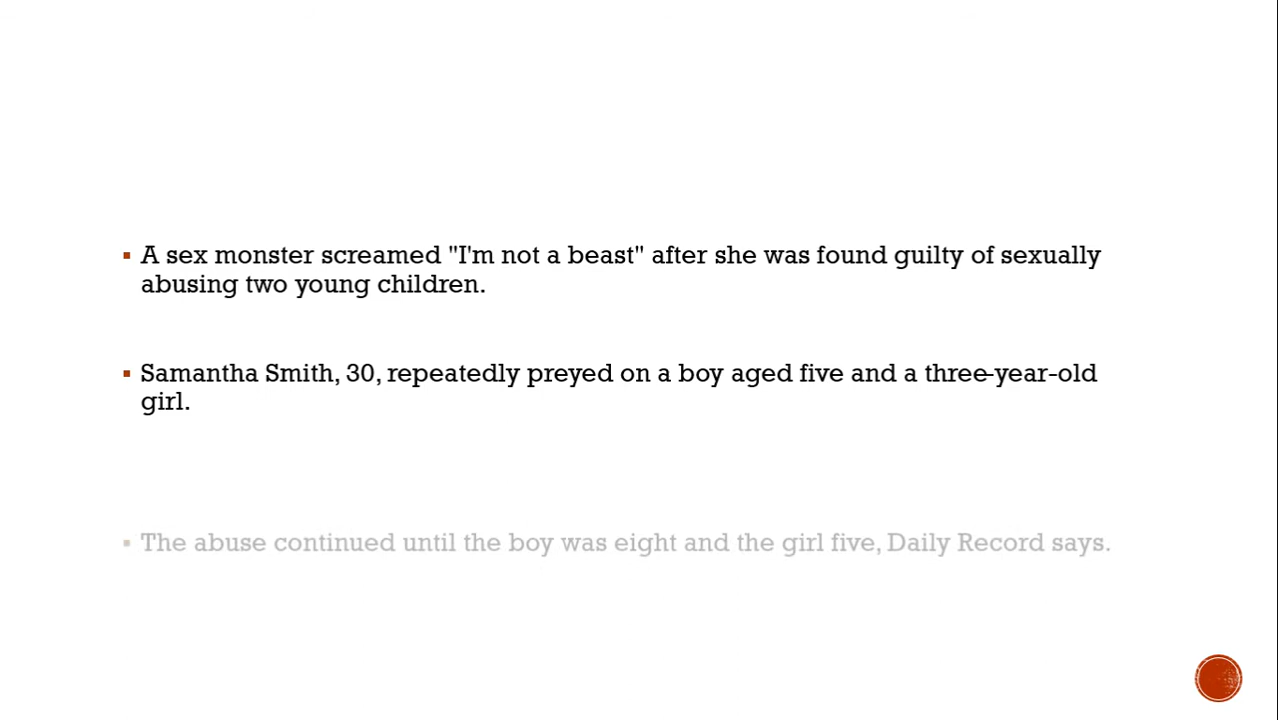 ▪ A sex monster screamed "I'm not a beast" after she was found guilty of sexually
abusing two young children.
▪ Samantha Smith, 30, repeatedly preyed on a boy aged five and a three-year-old
girl.
▪ The abuse continued until the boy was eight and the girl five, Daily Record says.